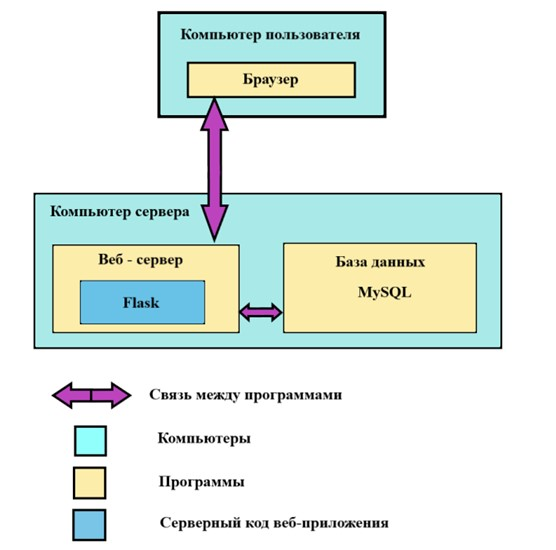 Компьютер пользователя
Браузер
Компьютер сервера
Веб - сервер
Flask
База данных
MySQL
Связь между программами
Компьютеры
Программы
Серверный код веб-приложения